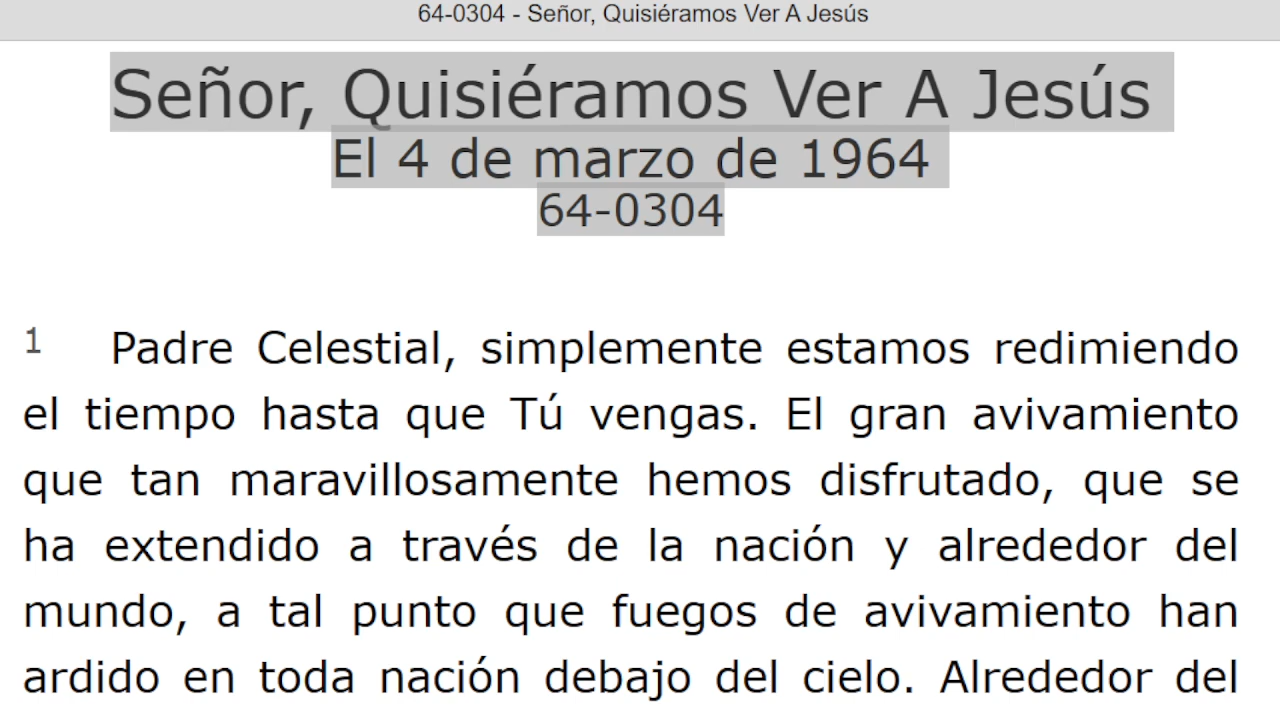 64-0304 - Señor, Quisiéramos Ver A Jesús
Señor, Quisiéramos Ver A Jesús
El 4 de marzo de 1964
64-0304
1 Padre Celestial, simplemente estamos redimiendo
el tiempo hasta que Tú vengas. El gran avivamiento
que tan maravillosamente hemos disfrutado, que se
ha extendido a través de la nación y alrededor del
mundo, a tal punto que fuegos de avivamiento han
ardido en toda nación debajo del cielo. Alrededor del